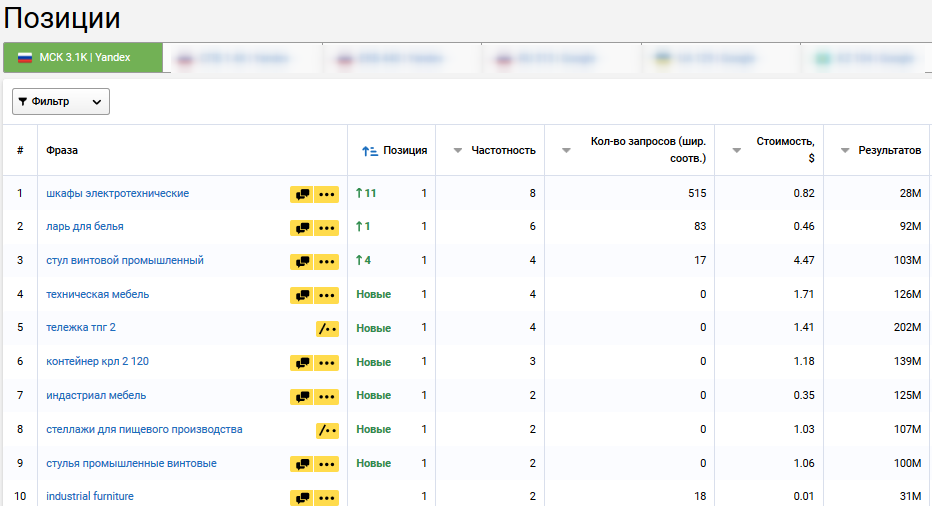 Позиции
МСК 3.1K | Yandex
Фильтр
# Фраза Позиция Частотность Кол-во запросов (шир. соотв.) Стоимость, $ Результатов
1 шкафы электротехнические ↑11 1 8 515 0.82 28M
2 ларь для белья ↑1 1 6 83 0.46 92M
3 стул винтовой промышленный ↑4 1 4 17 4.47 103M
4 техническая мебель Новые 1 4 0 1.71 126M
5 тележка тпг 2 Новые 1 4 0 1.41 202M
6 контейнер крл 2 120 Новые 1 3 0 1.18 139M
7 индастриал мебель Новые 1 2 0 0.35 125M
8 стеллажи для пищевого производства Новые 1 2 0 1.03 107M
9 стулья промышленные винтовые Новые 1 2 0 1.06 100M
10 industrial furniture 1 2 18 0.01 31M